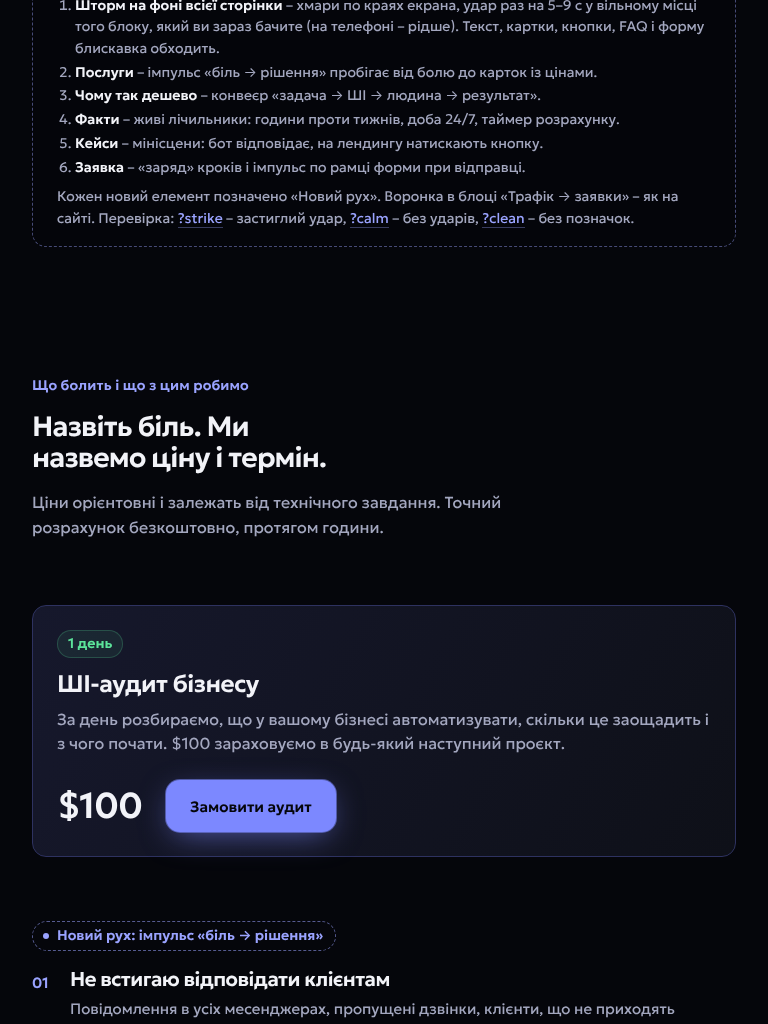 1. Шторм на фоні всієї сторінки – хмари по краях екрана, удар раз на 5–9 с у вільному місці
того блоку, який ви зараз бачите (на телефоні – рідше). Текст, картки, кнопки, FAQ і форму
блискавка обходить.
2. Послуги – імпульс «біль → рішення» пробігає від болю до карток із цінами.
3. Чому так дешево – конвеєр «задача → ШІ → людина → результат».
4. Факти – живі лічильники: години проти тижнів, доба 24/7, таймер розрахунку.
5. Кейси – мінісцени: бот відповідає, на лендингу натискають кнопку.
6. Заявка – «заряд» кроків і імпульс по рамці форми при відправці.
Кожен новий елемент позначено «Новий рух». Воронка в блоці «Трафік → заявки» – як на
сайті. Перевірка: ?strike – застиглий удар, ?calm – без ударів, ?clean – без позначок.
Що болить і що з цим робимо
Назвіть біль. Ми
назвемо ціну і термін.
Ціни орієнтовні і залежать від технічного завдання. Точний
розрахунок безкоштовно, протягом години.
1 день
ШІ-аудит бізнесу
За день розбираємо, що у вашому бізнесі автоматизувати, скільки це заощадить і
з чого почати. $100 зараховуємо в будь-який наступний проєкт.
$100 Замовити аудит
Новий рух: імпульс «біль → рішення»
01 Не встигаю відповідати клієнтам
Повідомлення в усіх месенджерах, пропущені дзвінки, клієнти, що не приходять